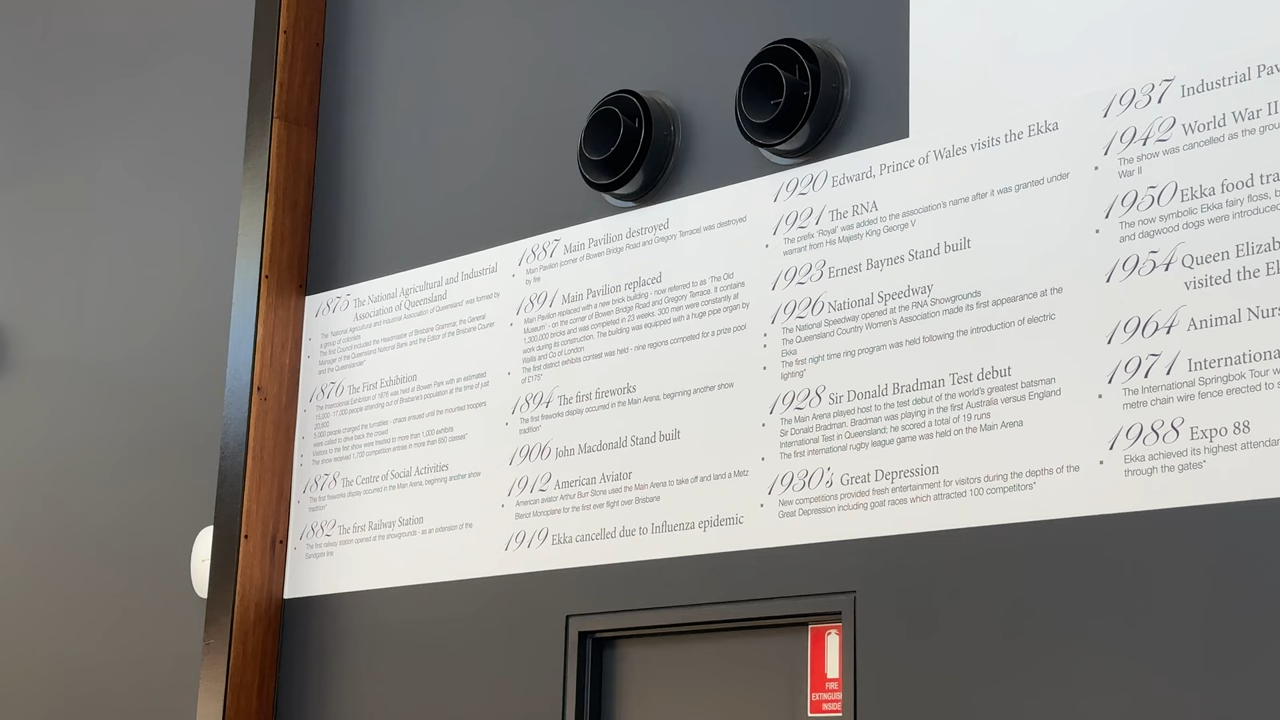 1875 The National Agricultural and Industrial
Association of Queensland
The 'National Agricultural and Industrial Association of Queensland' was formed by
a group of colonists
The first Council included the Headmaster of Brisbane Grammar, the General
Manager of the Queensland National Bank and the Editor of the Brisbane Courier
and the Queenslander*
1876 The First Exhibition
The Intercolonial Exhibition of 1876 was held at Bowen Park with an estimated
15,000 - 17,000 people attending out of Brisbane's population at the time of just
20,600
5,000 people charged the turnstiles - chaos ensued until the mounted troopers
were called to drive back the crowd
Visitors to the first show were treated to more than 1,000 exhibits
The show received 1,700 competition entries in more than 650 classes*
1878 The Centre of Social Activities
The first fireworks display occurred in the Main Arena, beginning another show
tradition*
1882 The first Railway Station
The first railway station opened at the showgrounds - as an extension of the
Sandgate line
1887 Main Pavilion destroyed
Main Pavilion (corner of Bowen Bridge Road and Gregory Terrace) was destroyed
by fire
1891 Main Pavilion replaced
Main Pavilion replaced with a new brick building - now referred to as 'The Old
Museum' - on the corner of Bowen Bridge Road and Gregory Terrace. It contains
1,300,000 bricks and was competed in 23 weeks. 300 men were constantly at
work during its construction. The building was equipped with a huge pipe organ by
Wallis and Co of London
The first district exhibits contest was held - nine regions competed for a prize pool
of £175*
1894 The first fireworks
The first fireworks display occurred in the Main Arena, beginning another show
tradition*
1906 John Macdonald Stand built
1912 American Aviator
American aviator Arthur Burr Stone used the Main Arena to take off and land a Metz
Bleriot Monoplane for the first ever flight over Brisbane
1919 Ekka cancelled due to Influenza epidemic
1920 Edward, Prince of Wales visits the Ekka
1921 The RNA
The prefix 'Royal' was added to the association's name after it was granted under
warrant from His Majesty King George V
1923 Ernest Baynes Stand built
1926 National Speedway
The National Speedway opened at the RNA Showgrounds
The Queensland Country Women's Association made its first appearance at the
Ekka
The first night time ring program was held following the introduction of electric
lighting*
1928 Sir Donald Bradman Test debut
The Main Arena played host to the test debut of the world's greatest batsman
Sir Donald Bradman. Bradman was playing in the first Australia versus England
International Test in Queensland; he scored a total of 19 runs
The first international rugby league game was held on the Main Arena
1930's Great Depression
New competitions provided fresh entertainment for visitors during the depths of the
Great Depression including goat races which attracted 100 competitors*
1937 Industrial Pav
1942 World War II
The show was cancelled as the grou
War II
1950 Ekka food tra
The now symbolic Ekka fairy floss, b
and dagwood dogs were introduced
1954 Queen Elizab
visited the Ek
1964 Animal Nurs
1971 Internationa
The International Springbok Tour w
metre chain wire fence erected to s
1988 Expo 88
Ekka achieved its highest attendan
through the gates*
FIRE
EXTINGUISH
INSIDE